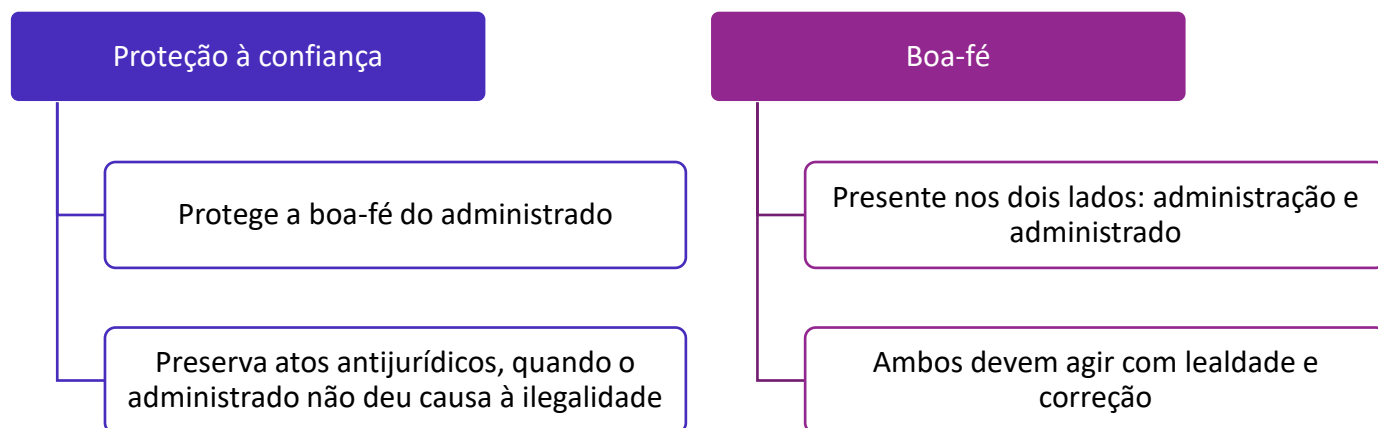 Proteção à confiança
Protege a boa-fé do administrado
Preserva atos antijurídicos, quando o
administrado não deu causa à ilegalidade
Boa-fé
Presente nos dois lados: administração e
administrado
Ambos devem agir com lealdade e
correção